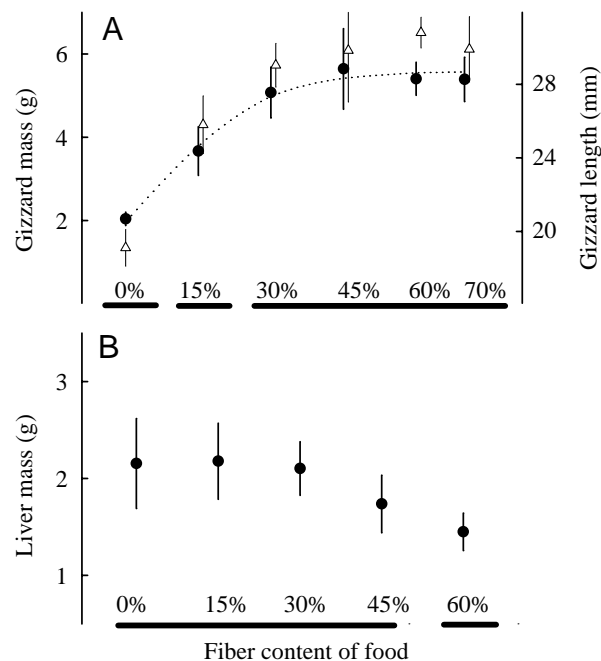 A
Gizzard mass (g)
6
4
2
Gizzard length (mm)
28
24
20
0% 15% 30% 45% 60% 70%
B
Liver mass (g)
3
2
1
0% 15% 30% 45% 60%
Fiber content of food